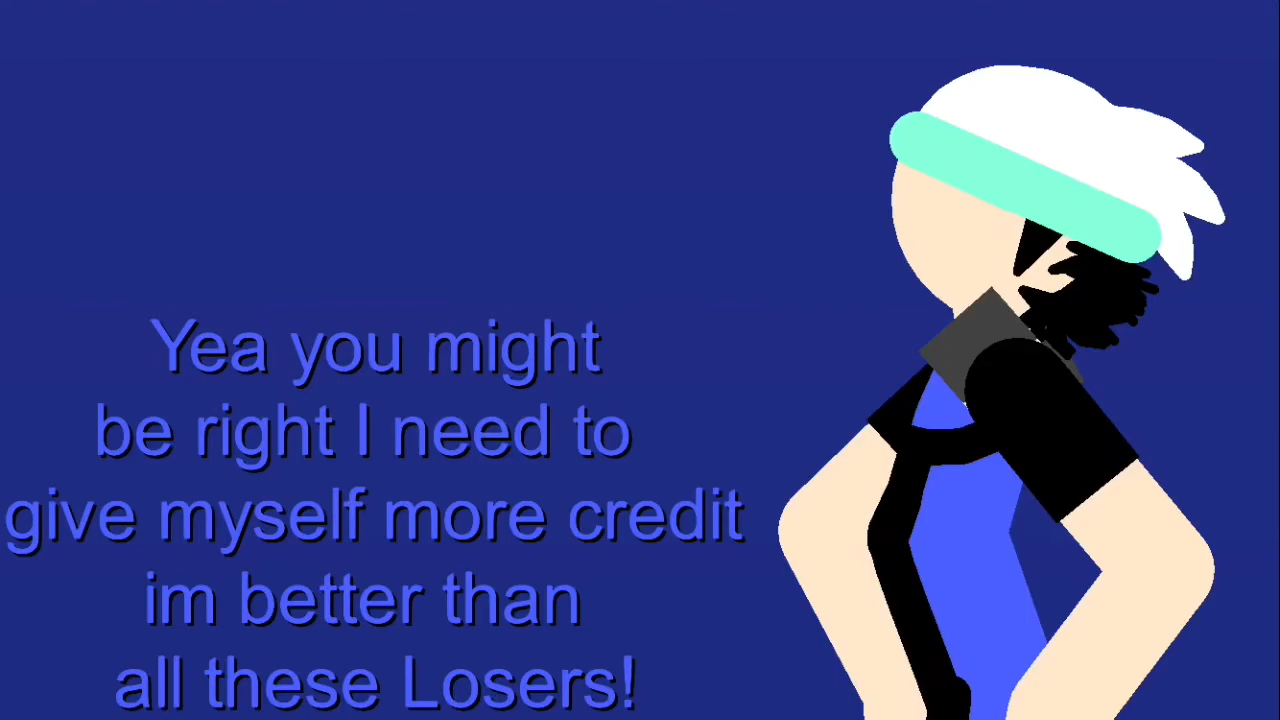 Yea you might
be right I need to
give myself more credit
im better than
all these Losers!